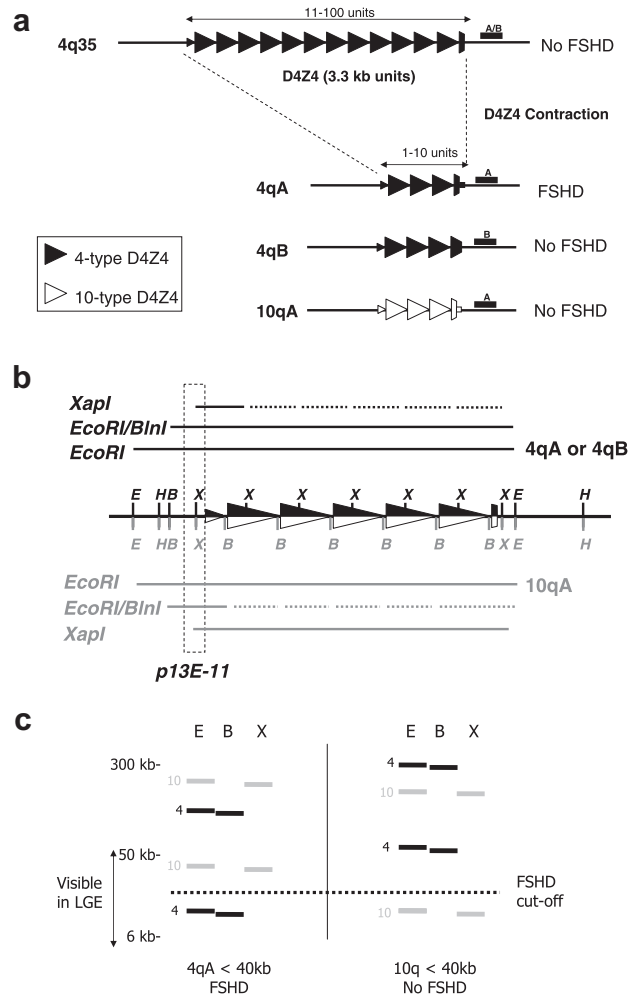 a
11-100 units
A/B
4q35
No FSHD
D4Z4 (3.3 kb units)
D4Z4 Contraction
1-10 units
A
4qA
FSHD
B
4qB
No FSHD
4-type D4Z4
10-type D4Z4
A
10qA
No FSHD
b
XapI
EcoRI/BlnI
EcoRI
4qA or 4qB
E H B X X X X X X X E H
E H B X B B B B B B X E H
EcoRI
10qA
EcoRI/BlnI
XapI
p13E-11
c
E B X
E B X
300 kb-
10
4
4
10
50 kb-
10
4
Visible
in LGE
FSHD
cut-off
4
10
6 kb-
4qA < 40kb
FSHD
10q < 40kb
No FSHD